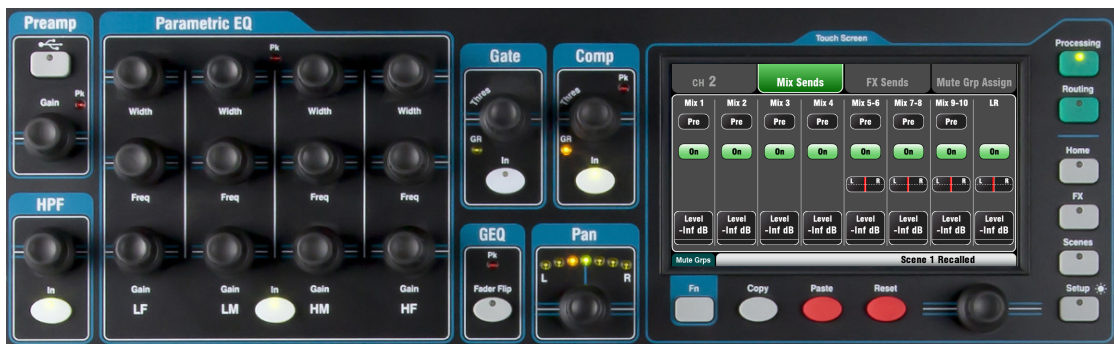 Preamp
Gain
Pk
HPF
In
Parametric EQ
Pk
Width
Width
Width
Width
Freq
Freq
Freq
Freq
Gain
Gain
In
Gain
Gain
LF
LM
HM
HF
Gate
Thres
GR
In
Comp
Pk
Thres
GR
In
GEQ
Pk
Fader Flip
Pan
L
R
Touch Screen
CH 2
Mix Sends
FX Sends
Mute Grp Assign
Mix 1 Mix 2 Mix 3 Mix 4 Mix 5-6 Mix 7-8 Mix 9-10 LR
Pre Pre Pre Pre Pre Pre Pre
On On On On On On On On
L R L R L R L R
Level Level Level Level Level Level Level Level
-Inf dB -Inf dB -Inf dB -Inf dB -Inf dB -Inf dB -Inf dB -Inf dB
Mute Grps
Scene 1 Recalled
Fn
Copy
Paste
Reset
Processing
Routing
Home
FX
Scenes
Setup